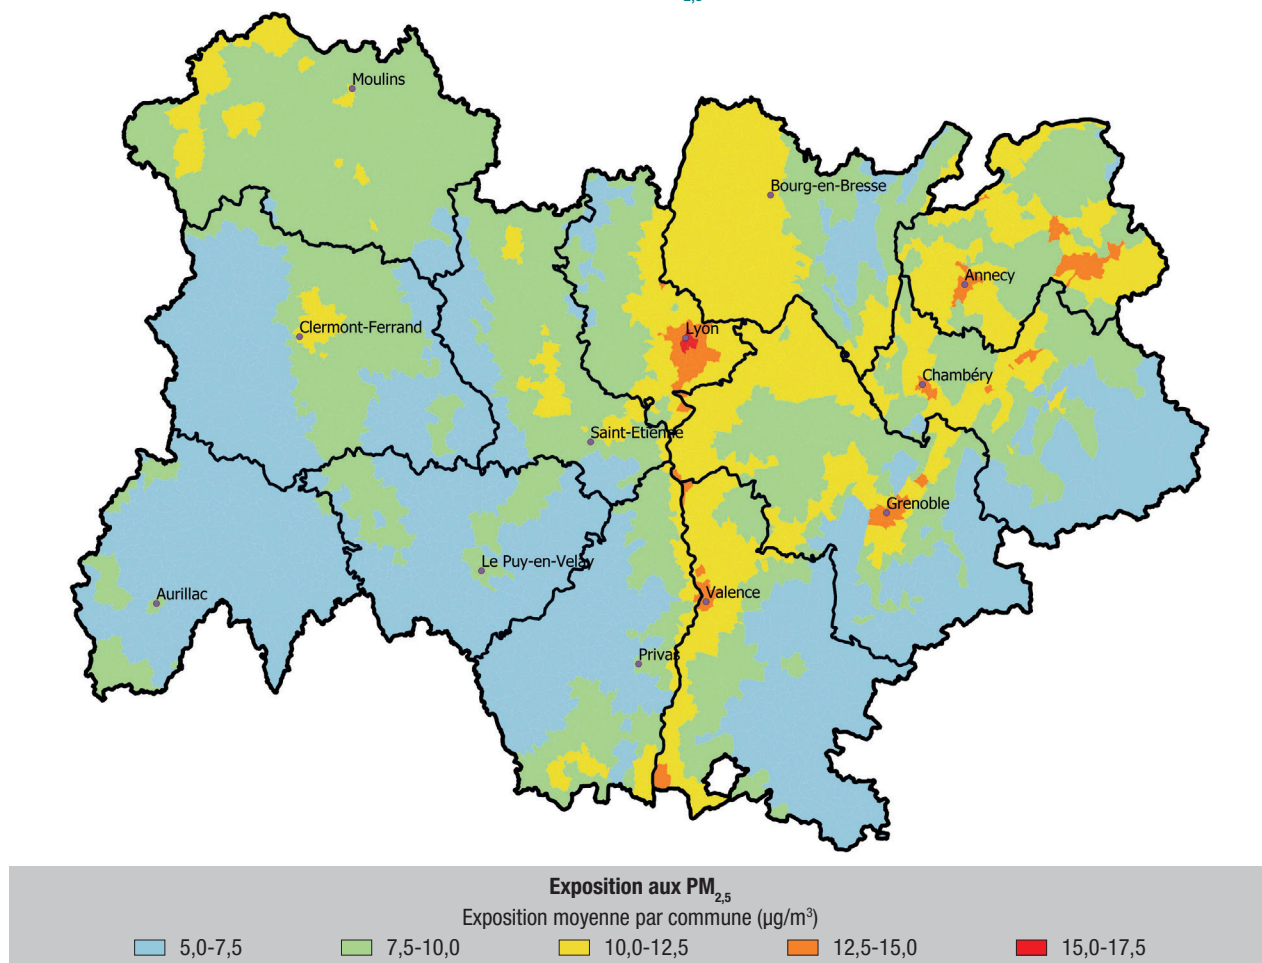 2,5
Moulins
Bourg-en-Bresse
Annecy
Clermont-Ferrand
Lyon
Chambéry
Saint-Etienne
Grenoble
Le Puy-en-Velay
Aurillac
Valence
Privas
Exposition aux PM2,5
Exposition moyenne par commune (µg/m³)
5,0-7,5 7,5-10,0 10,0-12,5 12,5-15,0 15,0-17,5